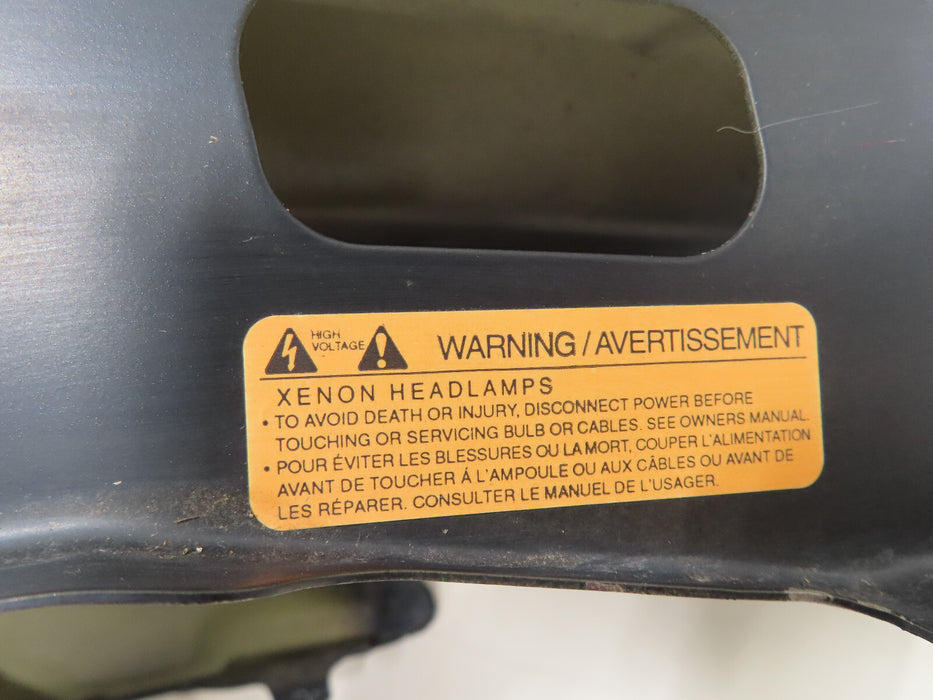 HIGH
VOLTAGE
WARNING/AVERTISSEMENT
XENON HEADLAMPS
• TO AVOID DEATH OR INJURY, DISCONNECT POWER BEFORE
TOUCHING OR SERVICING BULB OR CABLES. SEE OWNERS MANUAL.
• POUR ÉVITER LES BLESSURES OU LA MORT, COUPER L'ALIMENTATION
AVANT DE TOUCHER Á L'AMPOULE OU AUX CÂBLES OU AVANT DE
LES RÉPARER. CONSULTER LE MANUEL DE L'USAGER.